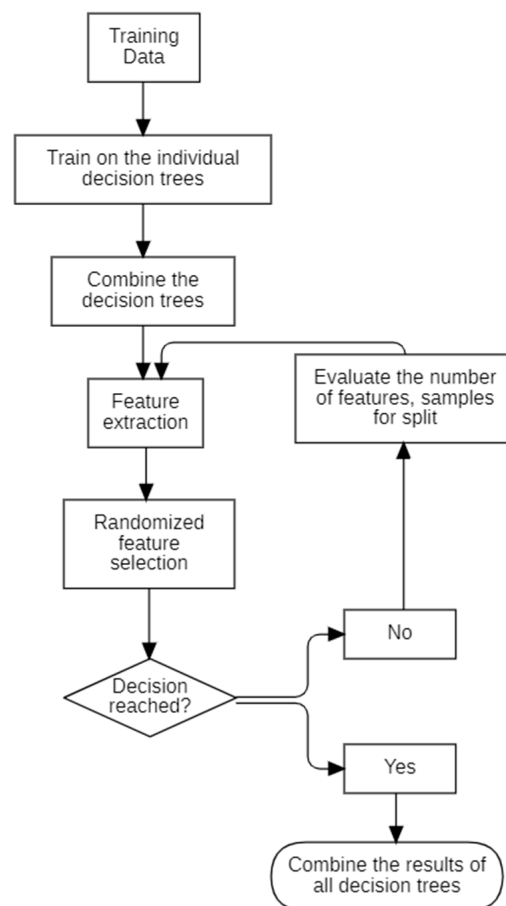 Training
Data
Train on the individual
decision trees
Combine the
decision trees
Feature
extraction
Evaluate the number
of features, samples
for split
Randomized
feature
selection
Decision
reached?
No
Yes
Combine the results of
all decision trees